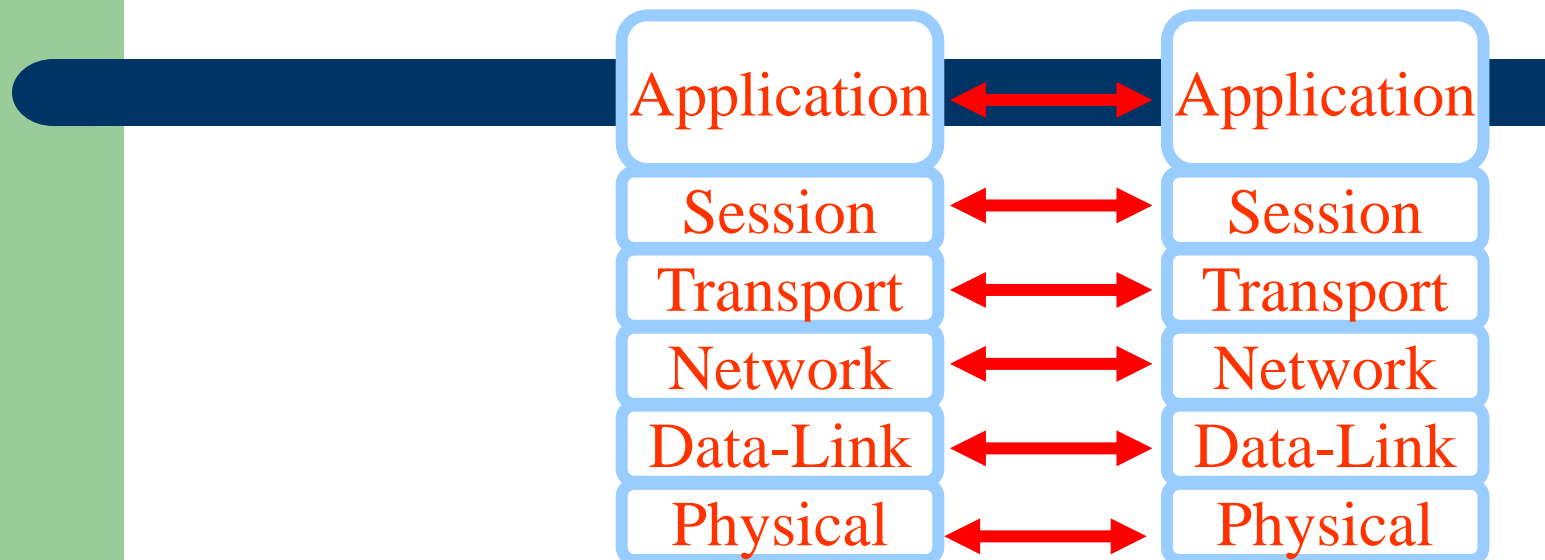 Application Application
Session Session
Transport Transport
Network Network
Data-Link Data-Link
Physical Physical